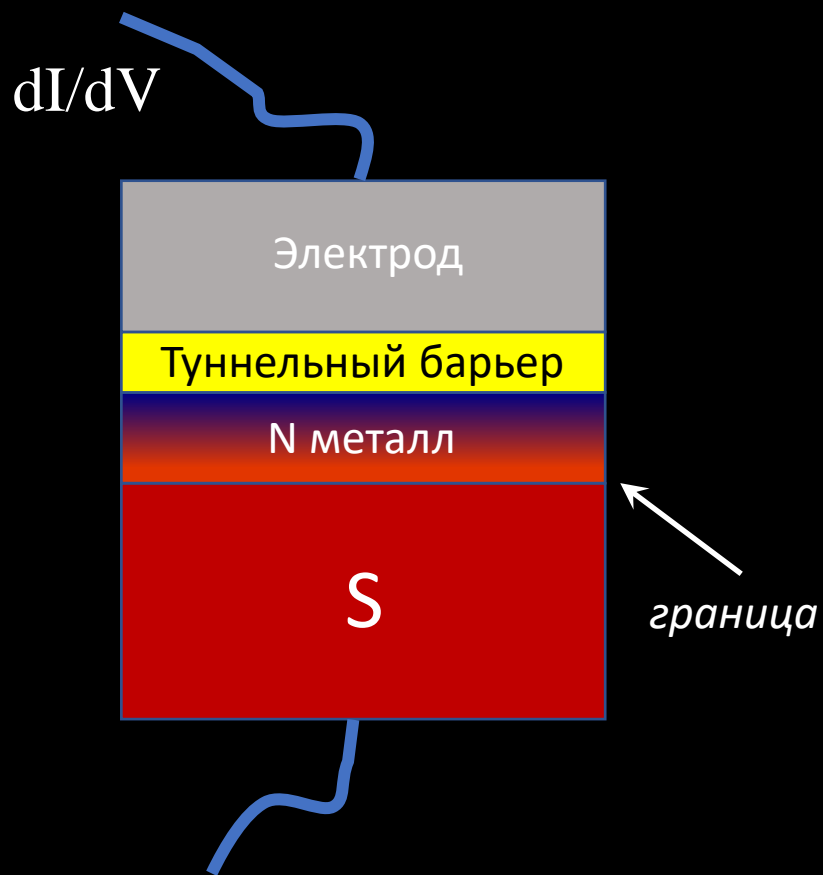 dI/dV
Электрод
Туннельный барьер
N металл
S
граница